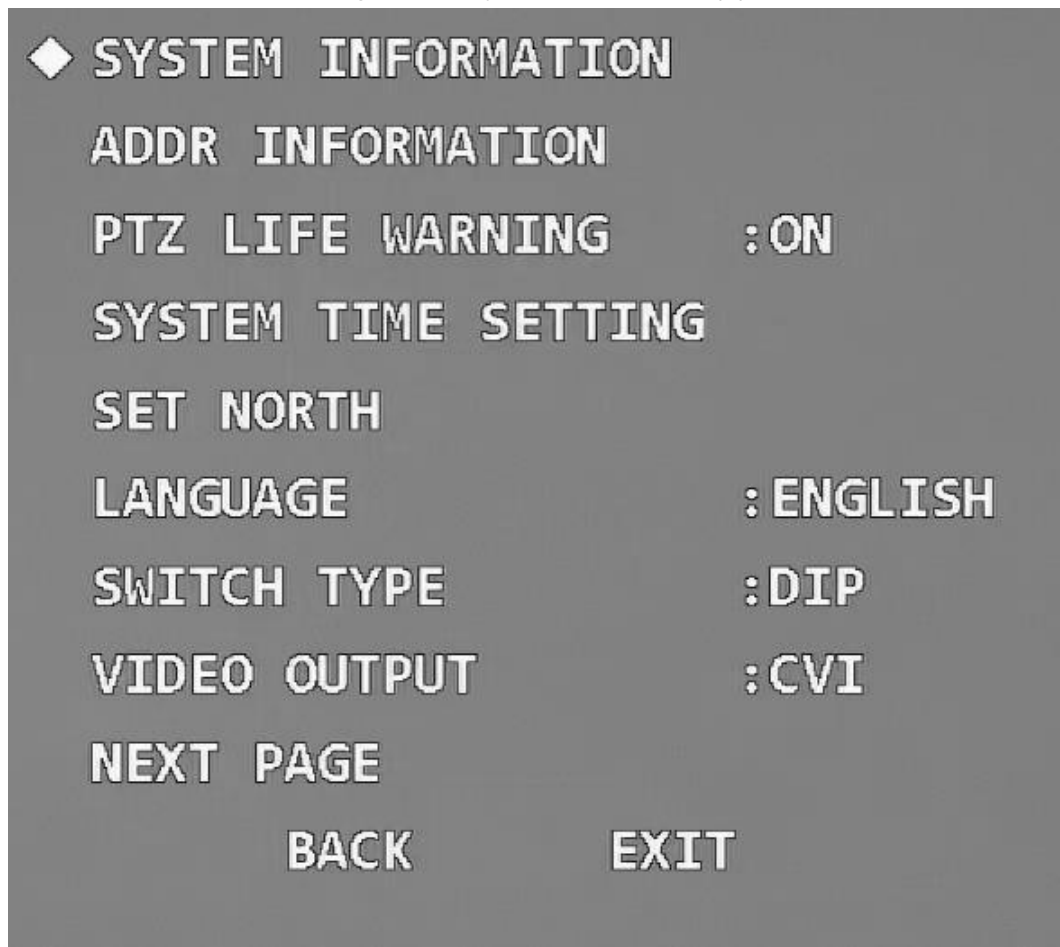 SYSTEM INFORMATION
ADDR INFORMATION
PTZ LIFE WARNING :ON
SYSTEM TIME SETTING
SET NORTH
LANGUAGE :ENGLISH
SWITCH TYPE :DIP
VIDEO OUTPUT :CVI
NEXT PAGE
BACK EXIT